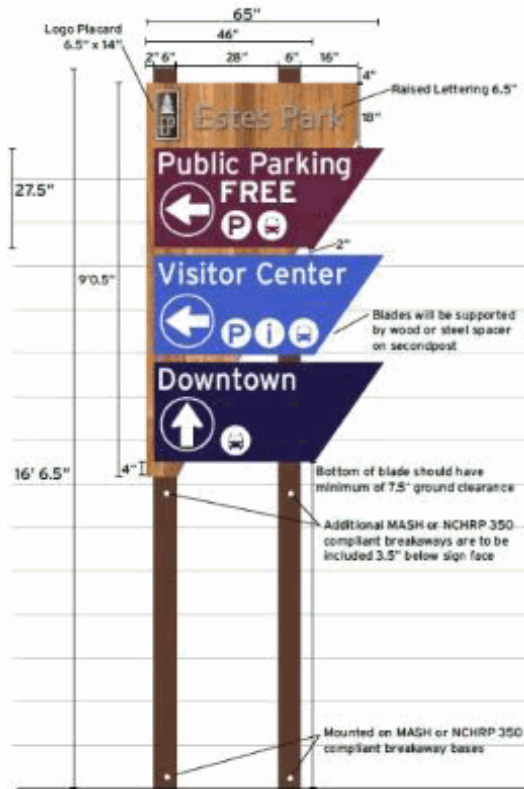 65"
Logo Placard
6.5" x 14"
46"
2" 6"
28"
6"
16"
4"
Raised Lettering 6.5"
EP
Estes Park
18"
Public Parking
FREE
P
27.5"
2"
9'0.5"
Visitor Center
P i
Blades will be supported
by wood or steel spacer
on secondpost
Downtown
16' 6.5"
4"
Bottom of blade should have
minimum of 7.5' ground clearance
Additional MASH or NCHRP 350
compliant breakaways are to be
included 3.5" below sign face
Mounted on MASH or NCHRP 350
compliant breakaway bases